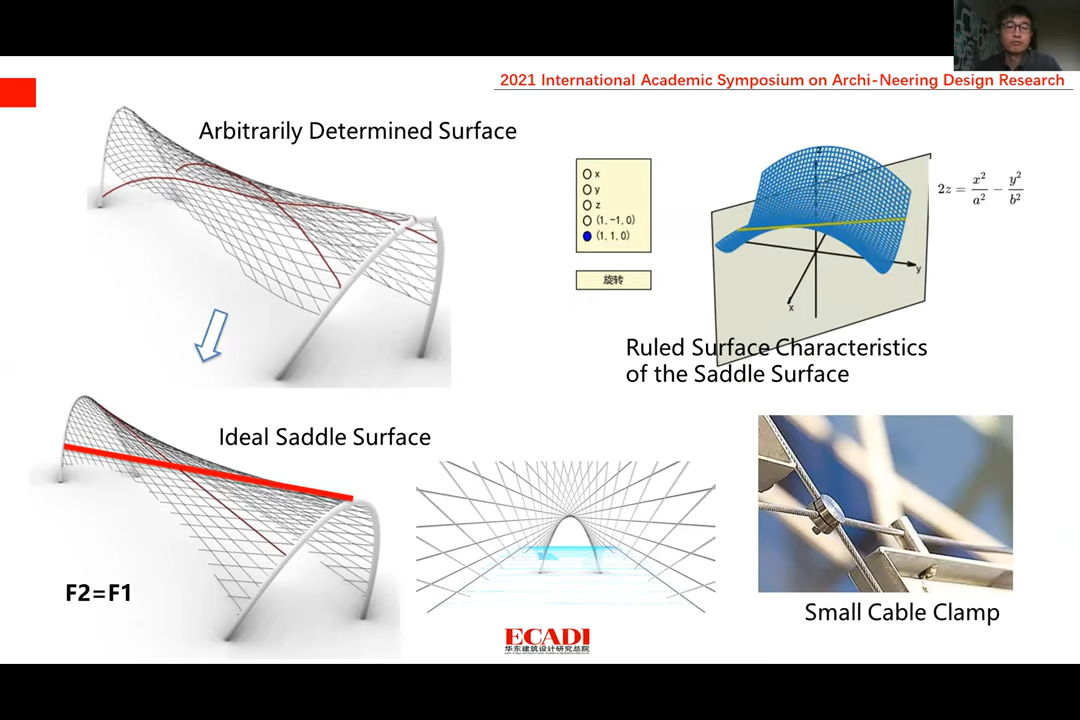 2021 International Academic Symposium on Archi-Neering Design Research
Arbitrarily Determined Surface
x
y
z
(1, -1, 0)
(1, 1, 0)
旋转
y
x
2z = x²/a² − y²/b²
Ruled Surface Characteristics
of the Saddle Surface
Ideal Saddle Surface
F2=F1
Small Cable Clamp
ECADI
华东建筑设计研究总院